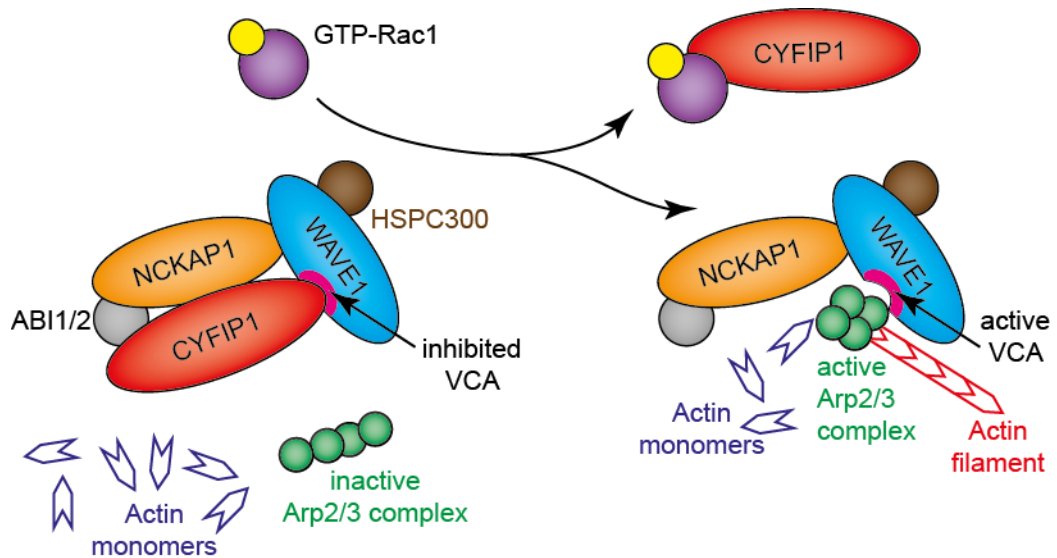 GTP-Rac1
CYFIP1
HSPC300
WAVE1
NCKAP1
ABI1/2
CYFIP1
inhibited
VCA
inactive
Arp2/3 complex
Actin
monomers
NCKAP1
WAVE1
active
VCA
active
Arp2/3
complex
Actin
monomers
Actin
filament